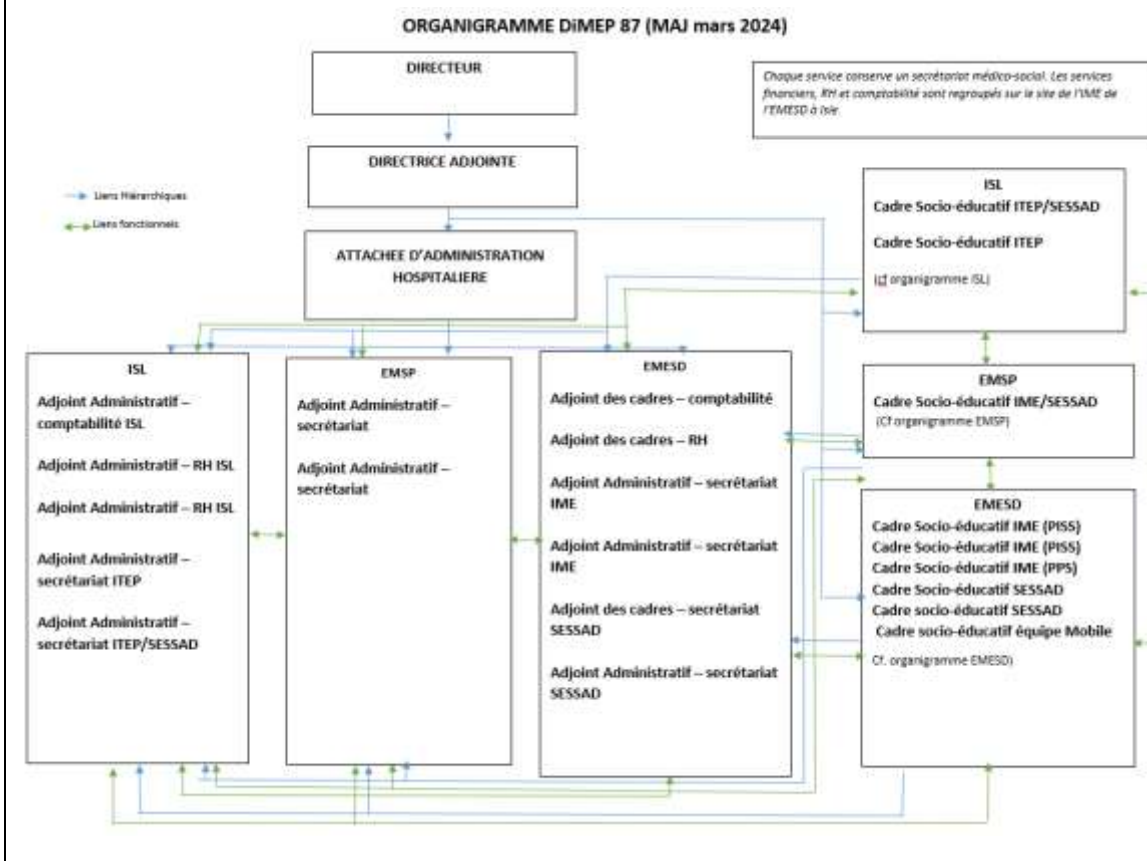 ORGANIGRAMME DiMEP 87 (MAJ mars 2024)
DIRECTEUR
Chaque service conserve un secrétariat médico-social. Les services
financiers, RH et comptabilité sont regroupés sur le site de l'IME de
l'EMESD à Isle.
DIRECTRICE ADJOINTE
Liens Hiérarchiques
Liens fonctionnels
ATTACHEE D'ADMINISTRATION
HOSPITALIERE
ISL
Cadre Socio-éducatif ITEP/SESSAD
Cadre Socio-éducatif ITEP
(cf organigramme ISL)
ISL
Adjoint Administratif –
comptabilité ISL
Adjoint Administratif – RH ISL
Adjoint Administratif – RH ISL
Adjoint Administratif –
secrétariat ITEP
Adjoint Administratif –
secrétariat ITEP/SESSAD
EMSP
Adjoint Administratif –
secrétariat
Adjoint Administratif –
secrétariat
EMESD
Adjoint des cadres – comptabilité
Adjoint des cadres – RH
Adjoint Administratif – secrétariat
IME
Adjoint Administratif – secrétariat
IME
Adjoint des cadres – secrétariat
SESSAD
Adjoint Administratif – secrétariat
SESSAD
EMSP
Cadre Socio-éducatif IME/SESSAD
(Cf organigramme EMSP)
EMESD
Cadre Socio-éducatif IME (PISS)
Cadre Socio-éducatif IME (PISS)
Cadre Socio-éducatif IME (PPS)
Cadre Socio-éducatif SESSAD
Cadre socio-éducatif SESSAD
Cadre socio-éducatif équipe Mobile
Cf. organigramme EMESD)